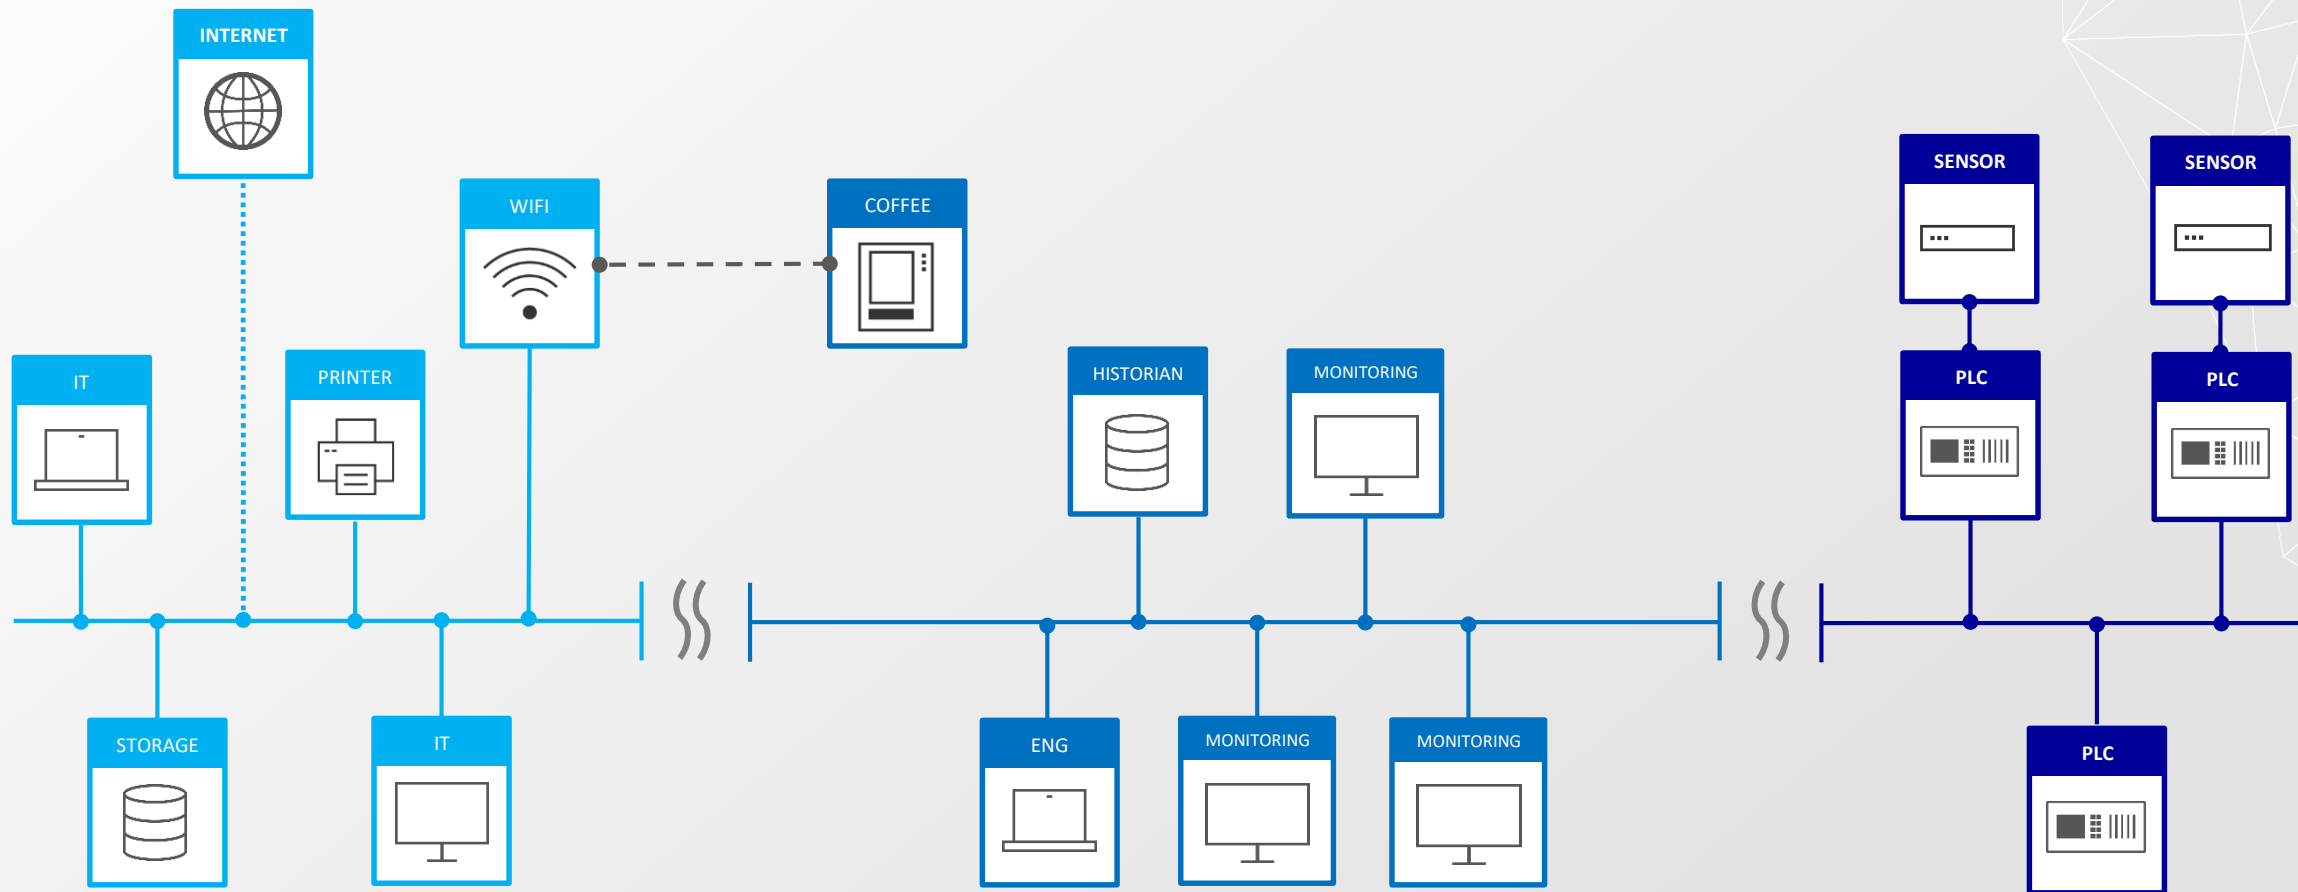 INTERNET
WIFI
COFFEE
SENSOR
SENSOR
IT
PRINTER
HISTORIAN
MONITORING
PLC
PLC
STORAGE
IT
ENG
MONITORING
MONITORING
PLC